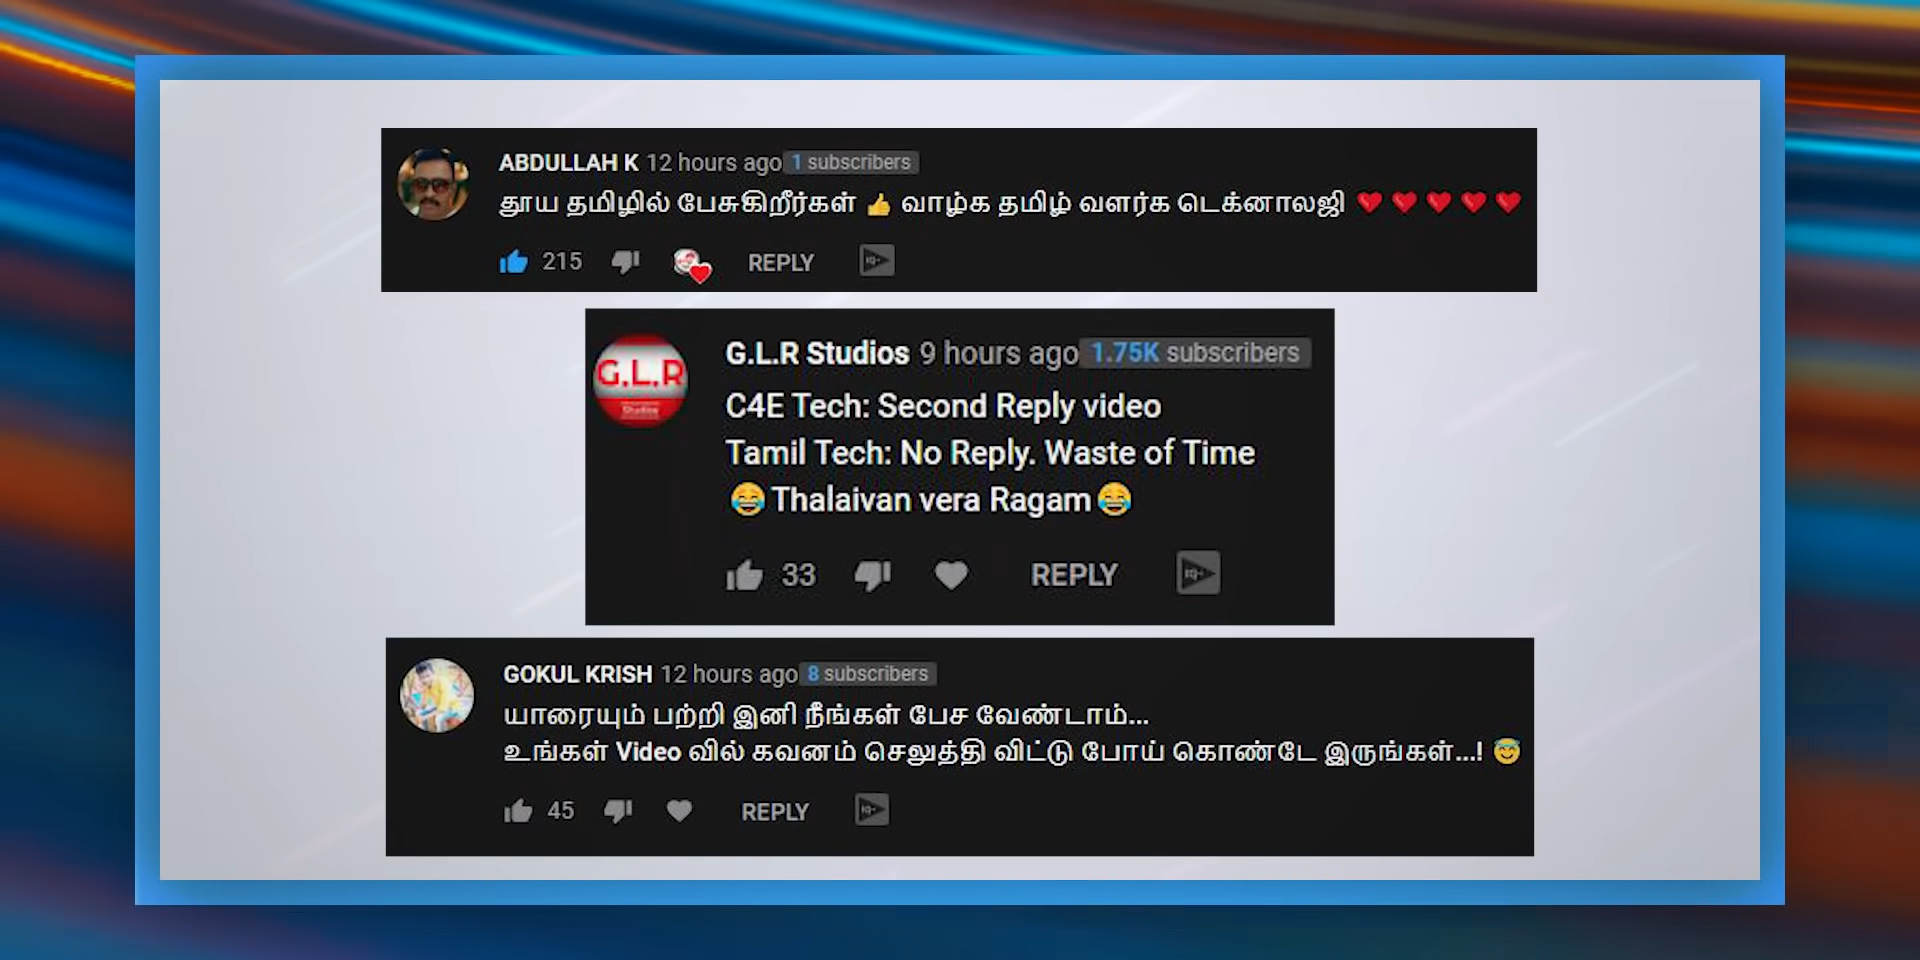 ABDULLAH K 12 hours ago 1 subscribers
தூய தமிழில் பேசுகிறீர்கள் 👍 வாழ்க தமிழ் வளர்க டெக்னாலஜி ❤️❤️❤️❤️❤️
215 REPLY
G.L.R Studios 9 hours ago 1.75K subscribers
G.L.R
Studios
C4E Tech: Second Reply video
Tamil Tech: No Reply. Waste of Time
😂Thalaivan vera Ragam😂
33 REPLY
GOKUL KRISH 12 hours ago 8 subscribers
யாரையும் பற்றி இனி நீங்கள் பேச வேண்டாம்...
உங்கள் Video வில் கவனம் செலுத்தி விட்டு போய் கொண்டே இருங்கள்...! 😇
45 REPLY